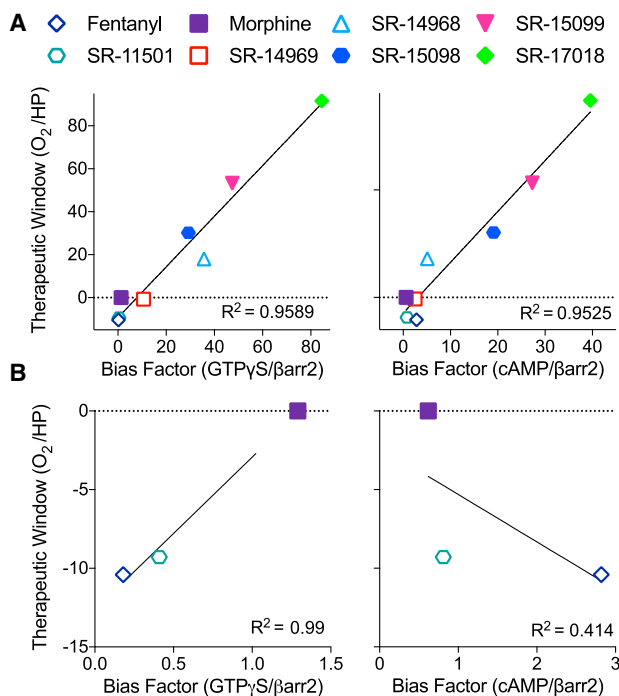 A
Fentanyl Morphine SR-14968 SR-15099
SR-11501 SR-14969 SR-15098 SR-17018
Therapeutic Window (O₂/HP)
80
60
40
20
0
R² = 0.9589
0 20 40 60 80
Bias Factor (GTPγS/βarr2)
R² = 0.9525
0 10 20 30 40
Bias Factor (cAMP/βarr2)
B
Therapeutic Window (O₂/HP)
0
-5
-10
-15
R² = 0.99
0.0 0.5 1.0 1.5
Bias Factor (GTPγS/βarr2)
R² = 0.414
0 1 2 3
Bias Factor (cAMP/βarr2)